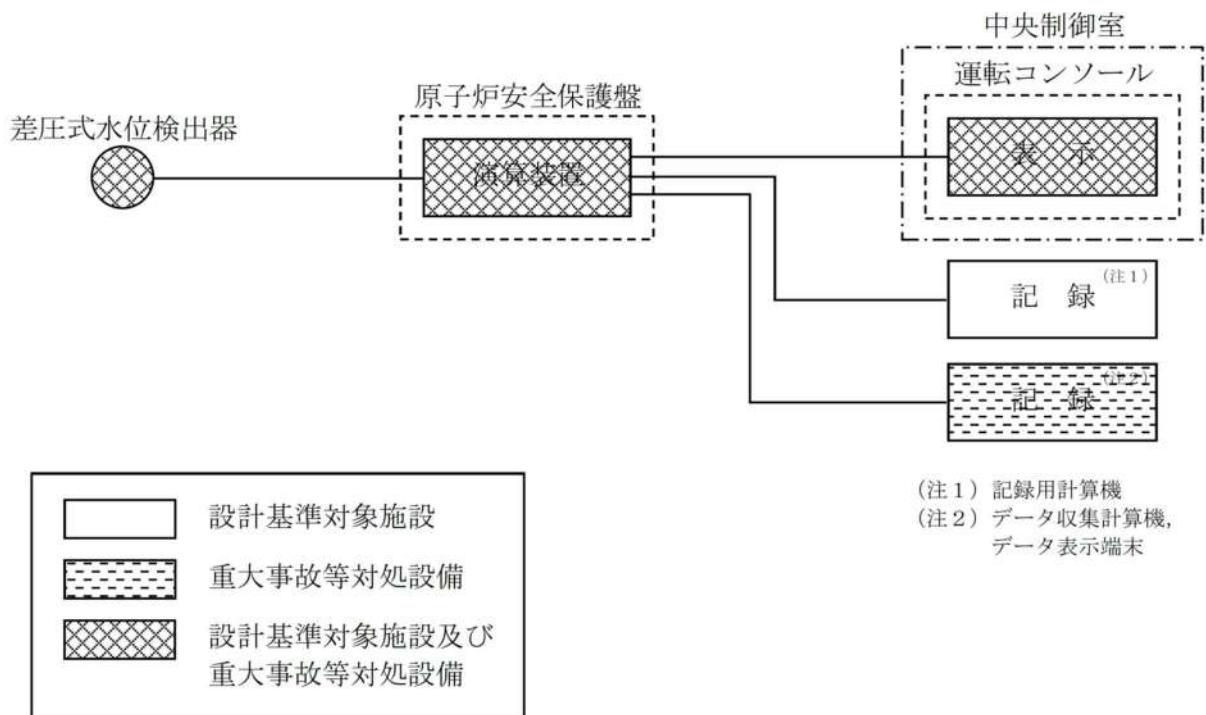 中央制御室
運転コンソール
原子炉安全保護盤
差圧式水位検出器
演算装置
表 示
記 録 (注1)
記 録 (注2)
(注1) 記録用計算機
(注2) データ収集計算機,
データ表示端末
設計基準対象施設
重大事故等対処設備
設計基準対象施設及び
重大事故等対処設備